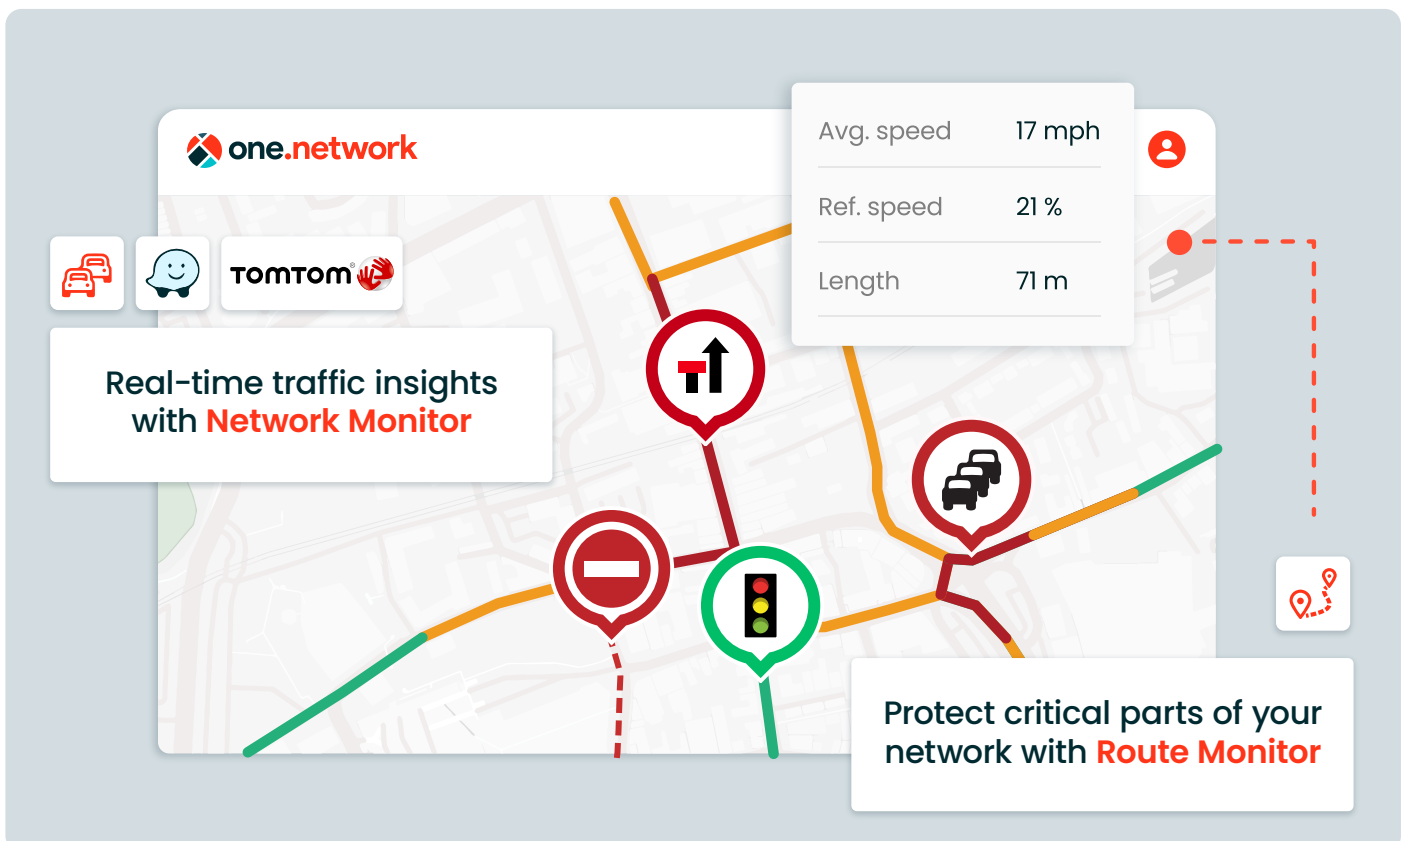 one.network
Avg. speed 17 mph
Ref. speed 21 %
Length 71 m
TOMTOM®
Real-time traffic insights
with Network Monitor
Protect critical parts of your
network with Route Monitor